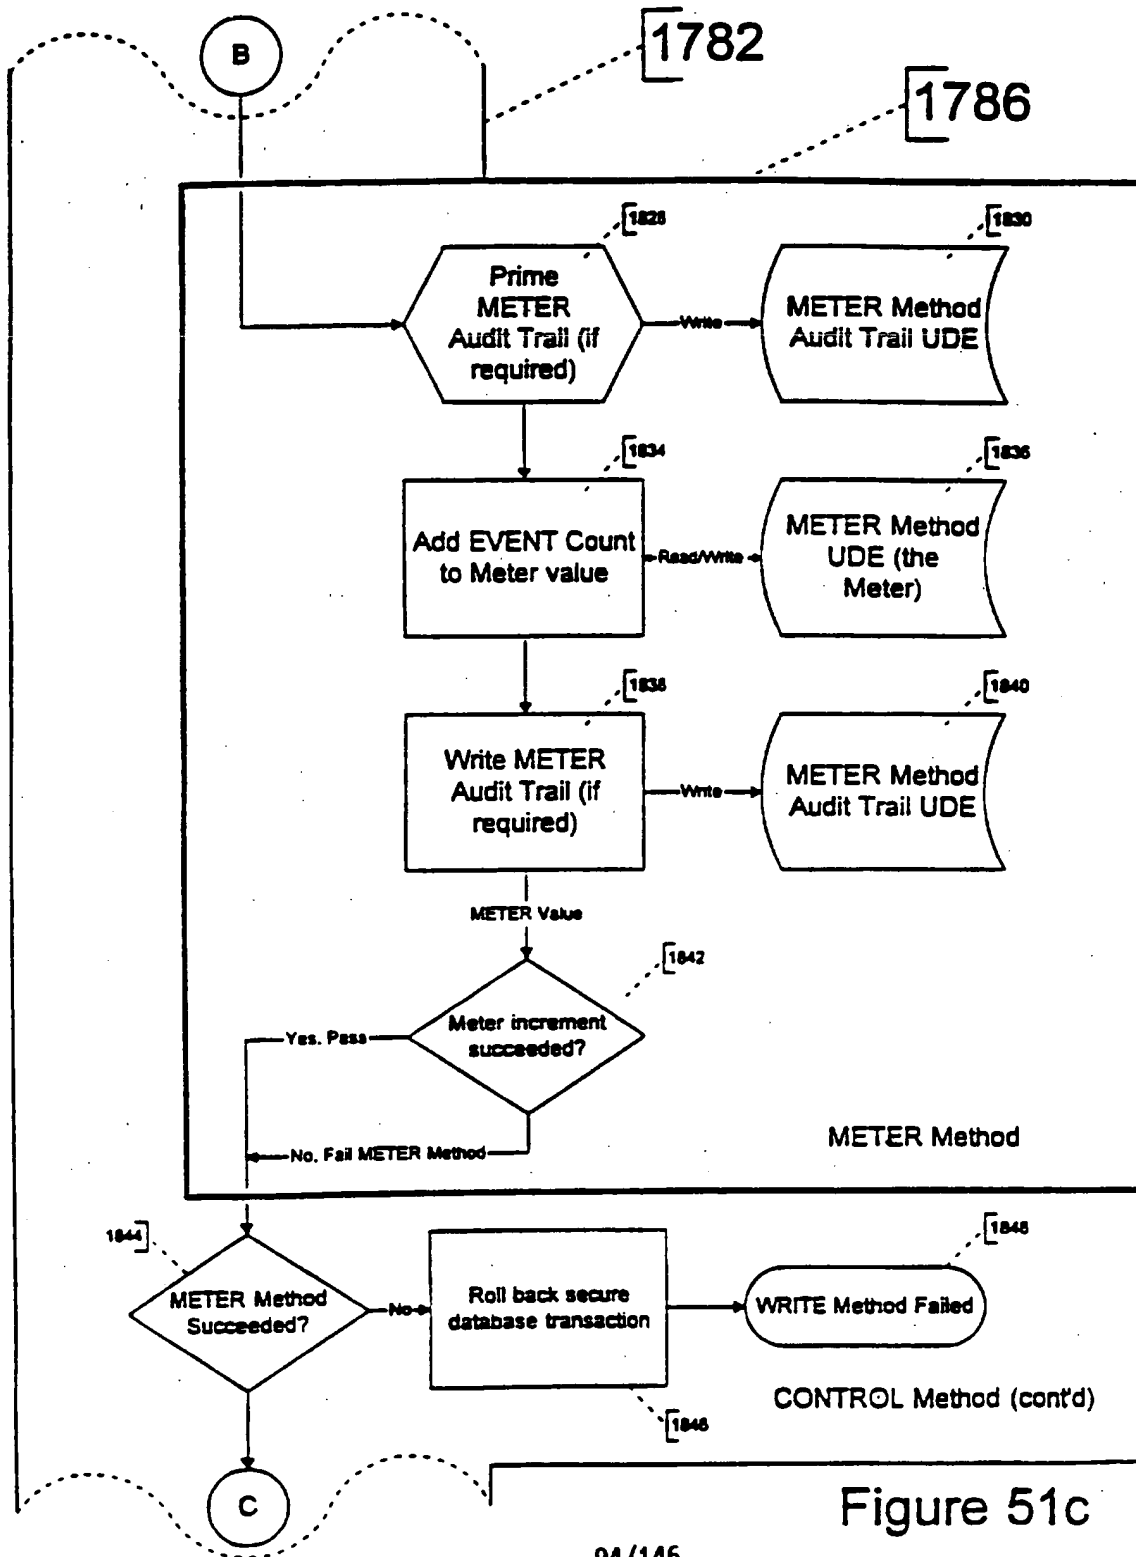 B
1782
1786
1828
Prime
METER
Audit Trail (if
required)
Write
1830
METER Method
Audit Trail UDE
1834
Add EVENT Count
to Meter value
Read/Write
1836
METER Method
UDE (the
Meter)
1838
Write METER
Audit Trail (if
required)
Write
1840
METER Method
Audit Trail UDE
METER Value
1842
Meter increment
succeeded?
Yes, Pass
No, Fail METER Method
METER Method
1844
METER Method
Succeeded?
No
Roll back secure
database transaction
1846
1848
WRITE Method Failed
CONTROL Method (cont'd)
C
Figure 51c
94/146